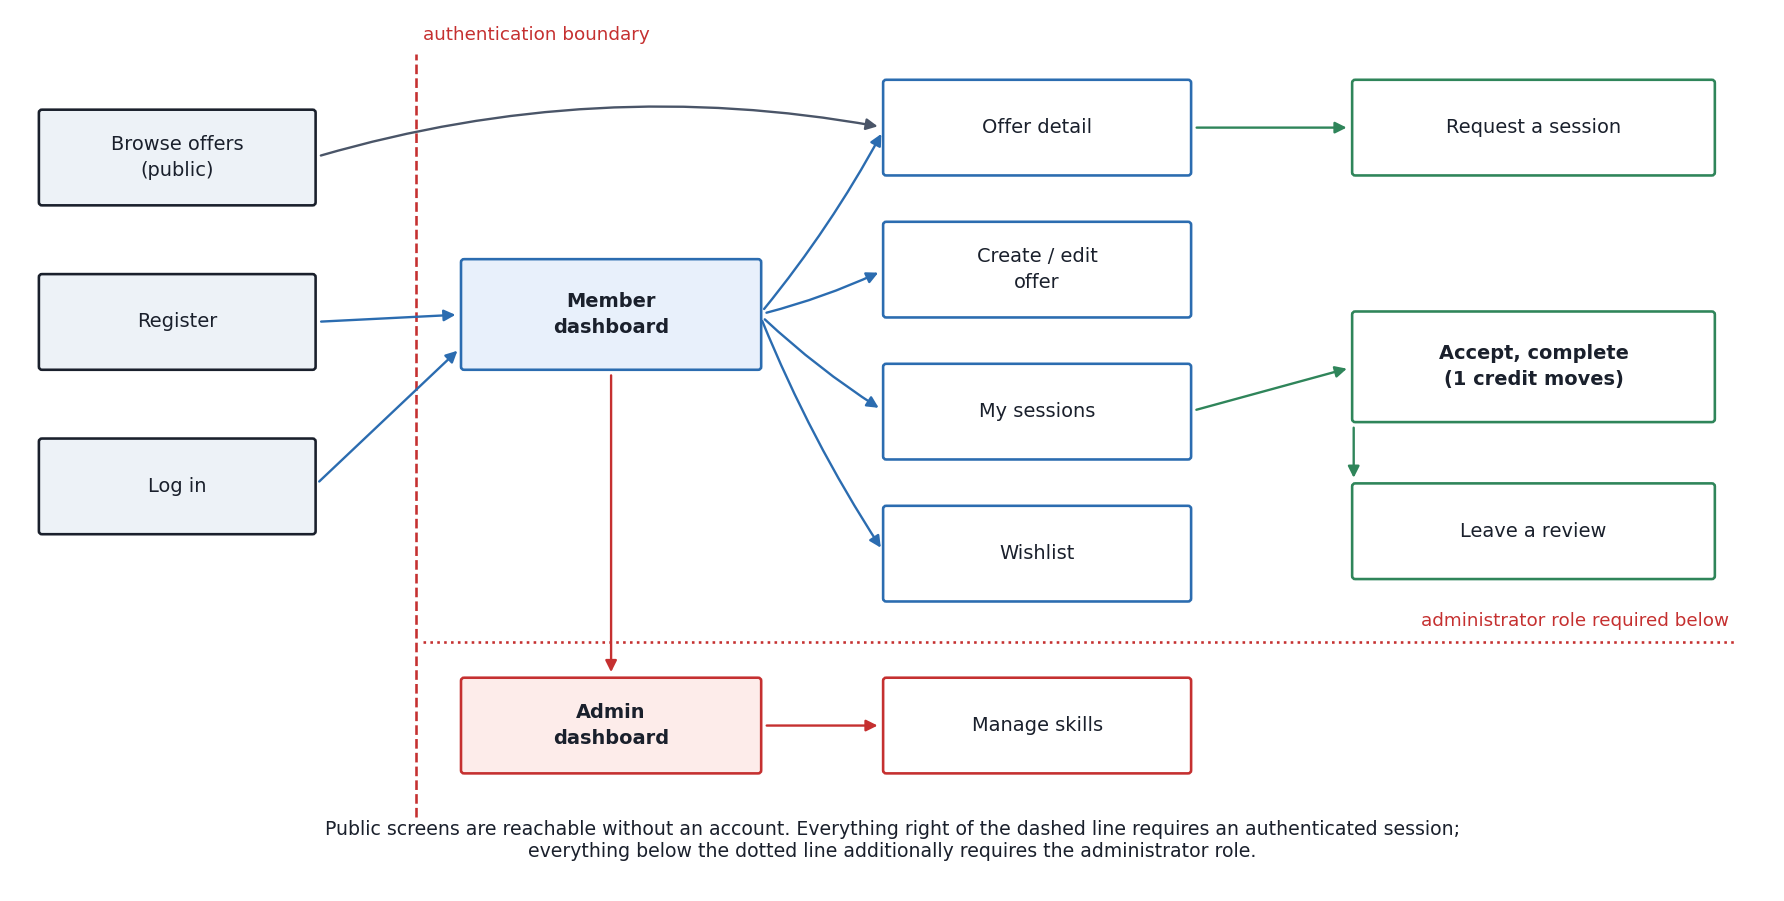 authentication boundary
Browse offers
(public)
Register
Log in
Member
dashboard
Offer detail
Create / edit
offer
My sessions
Wishlist
Request a session
Accept, complete
(1 credit moves)
Leave a review
administrator role required below
Admin
dashboard
Manage skills
Public screens are reachable without an account. Everything right of the dashed line requires an authenticated session;
everything below the dotted line additionally requires the administrator role.